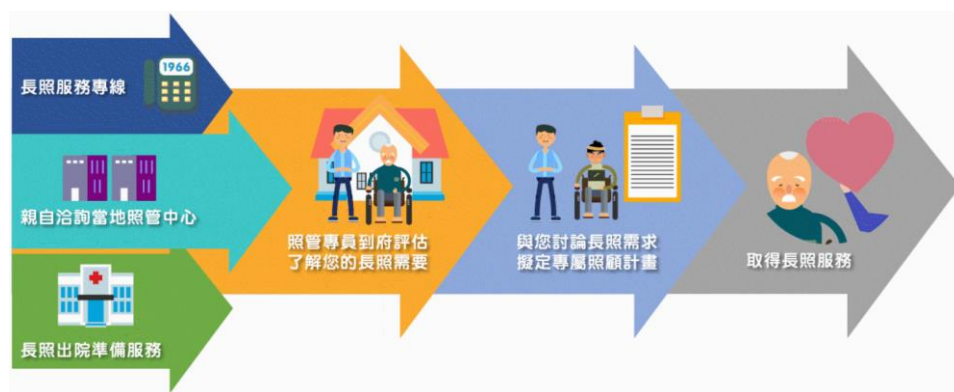 長照服務專線
1966
親自洽詢當地照管中心
長照出院準備服務
照管專員到府評估
了解您的長照需要
與您討論長照需求
擬定專屬照顧計畫
取得長照服務